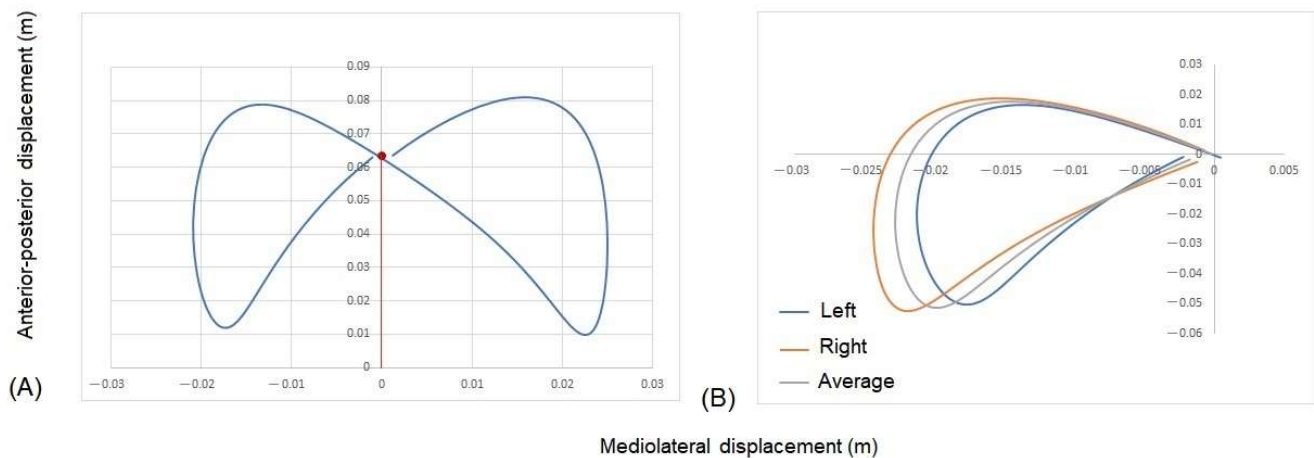 Anterior-posterior displacement (m)
0.09
0.08
0.07
0.06
0.05
0.04
0.03
0.02
0.01
0
−0.03 −0.02 −0.01 0 0.01 0.02 0.03
(A)
0.03
0.02
0.01
0
−0.03 −0.025 −0.02 −0.015 −0.01 −0.005 0 0.005
−0.01
−0.02
−0.03
−0.04
−0.05
−0.06
Left
Right
Average
(B)
Mediolateral displacement (m)